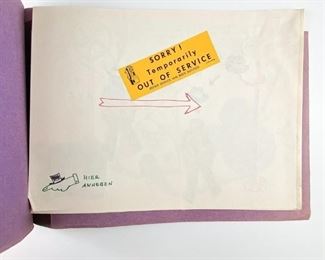 SORRY!
Temporarily
OUT OF SERVICE
HIER
ANHEBEN